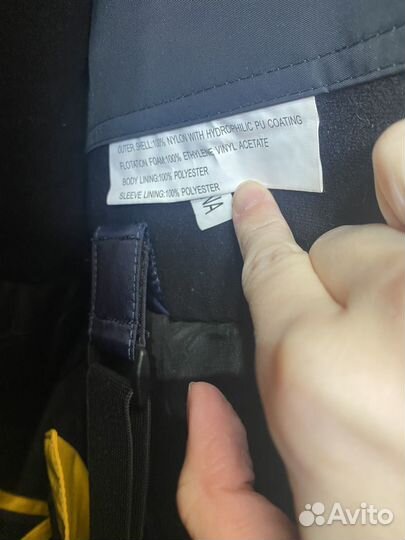 OUTER SHELL:100% NYLON WITH HYDROPHILIC PU COATING
FLOTATION FOAM:100% ETHYLENE VINYL ACETATE
BODY LINING:100% POLYESTER
SLEEVE LINING:100% POLYESTER
NA
Avito